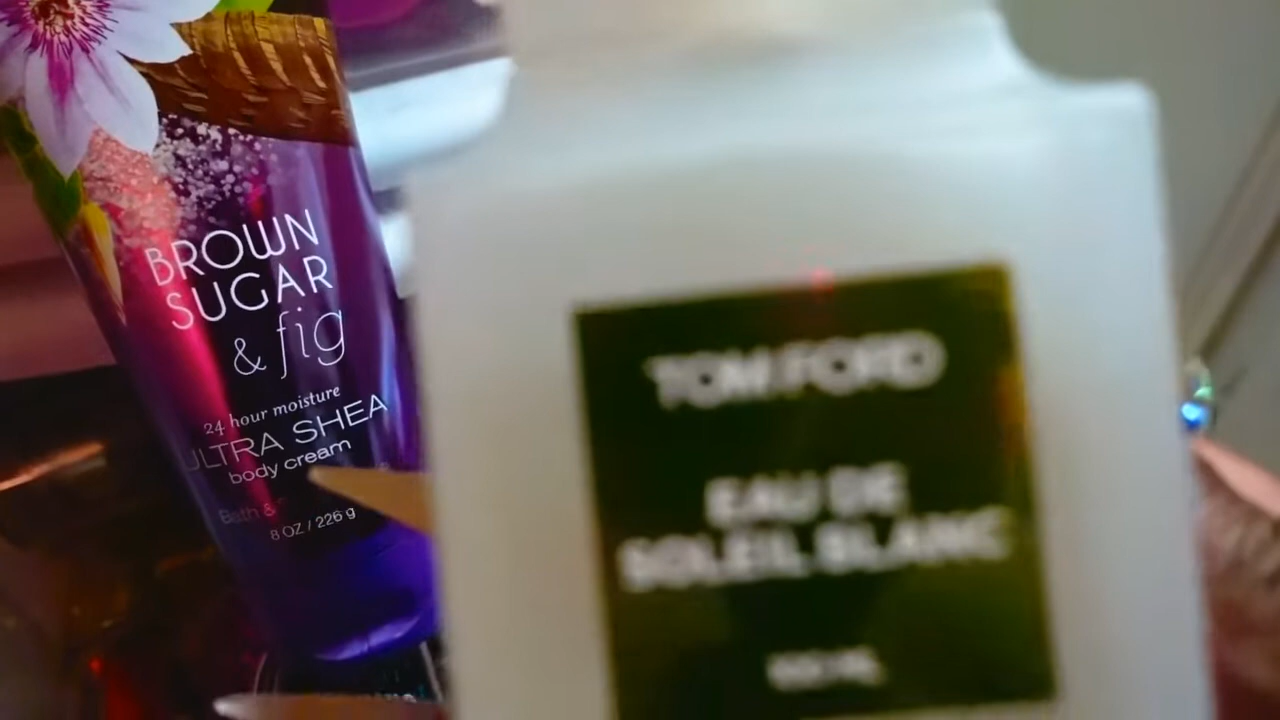 BROWN
SUGAR
& fig
24 hour moisture
ULTRA SHEA
body cream
Bath &
8 OZ / 226 g
TOM FORD
EAU DE
SOLEIL BLANC